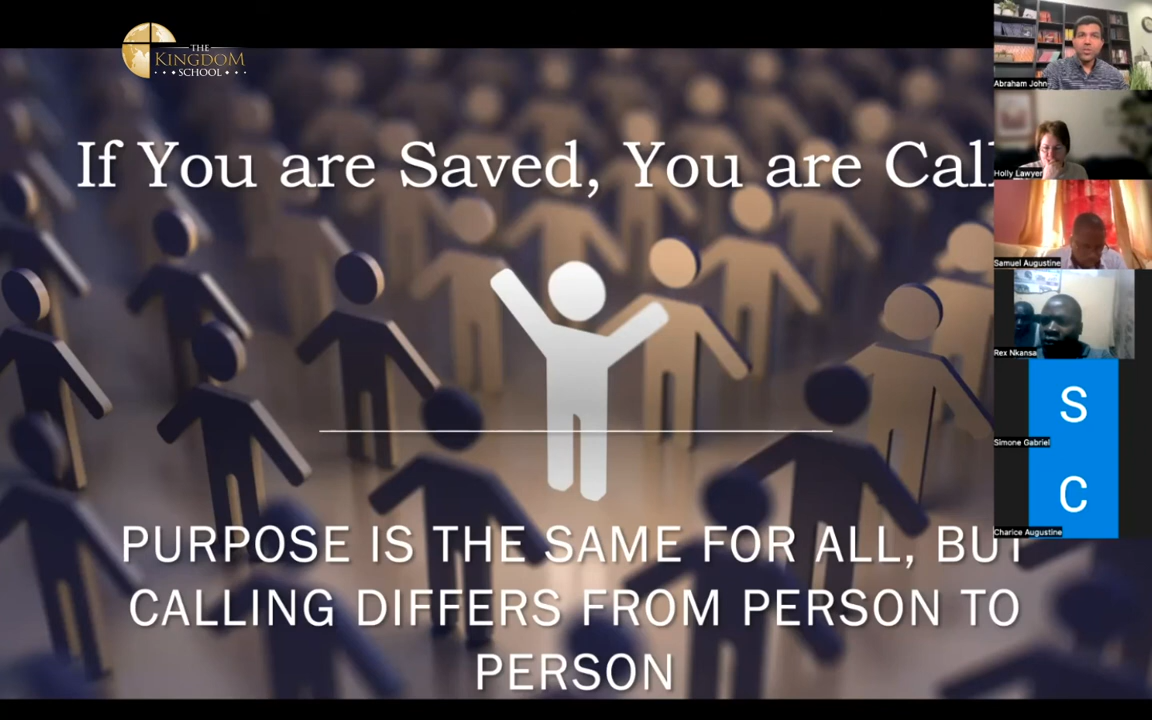 THE
KINGDOM
SCHOOL
If You are Saved, You are Call
PURPOSE IS THE SAME FOR ALL, BUT
CALLING DIFFERS FROM PERSON TO
PERSON
Abraham John
Holly Lawyer
Samuel Augustine
Rex Nkansa
S
Simone Gabriel
C
Charice Augustine